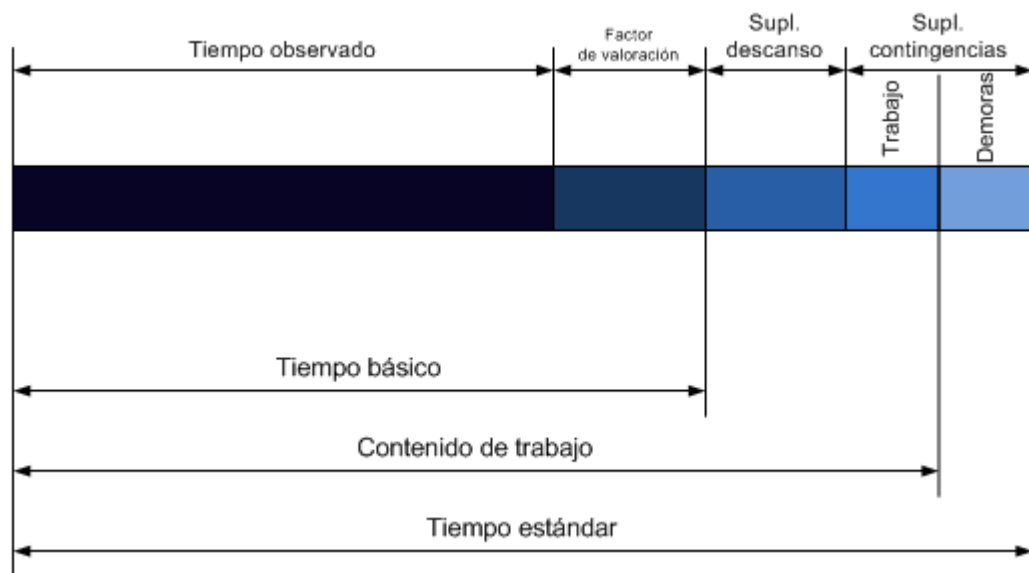 Tiempo observado
Factor
de valoración
Supl.
descanso
Supl.
contingencias
Trabajo
Demoras
Tiempo básico
Contenido de trabajo
Tiempo estándar